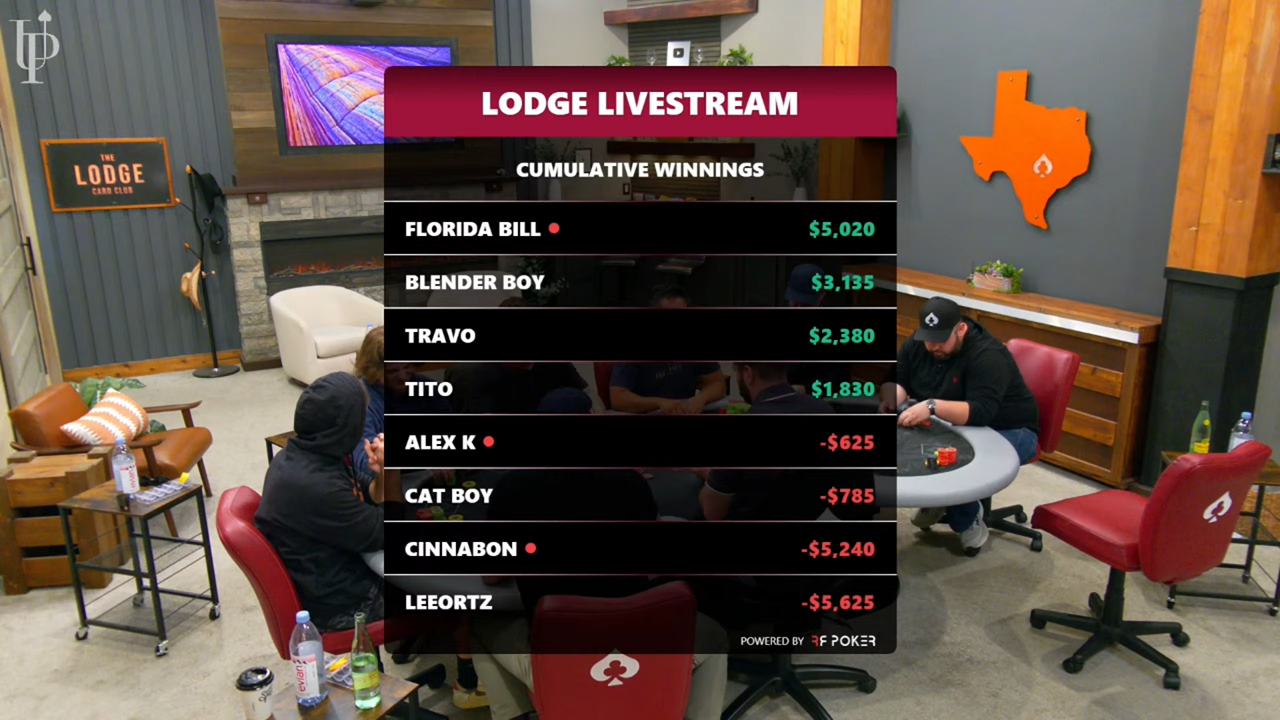 UP
THE
LODGE
CARD CLUB
LODGE LIVESTREAM
CUMULATIVE WINNINGS
FLORIDA BILL $5,020
BLENDER BOY $3,135
TRAVO $2,380
TITO $1,830
ALEX K -$625
CAT BOY -$785
CINNABON -$5,240
LEEORTZ -$5,625
POWERED BY RF POKER
evian